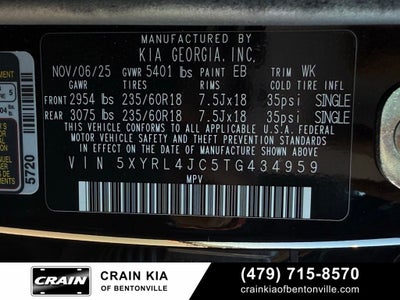 MANUFACTURED BY
KIA GEORGIA, INC.
NOV/06/25 GVWR 5401 lbs PAINT EB TRIM WK
GAWR TIRES RIMS COLD TIRE INFL
FRONT 2954 lbs 235/60R18 7.5Jx18 35psi SINGLE
REAR 3075 lbs 235/60R18 7.5Jx18 35psi SINGLE
THIS VEHICLE CONFORMS TO ALL APPLICABLE U.S.A. FEDERAL
MOTOR VEHICLE SAFETY, BUMPER, AND THEFT PREVENTION STANDARDS
IN EFFECT ON THE DATE OF MANUFACTURE SHOWN ABOVE.
VIN 5XYRL4JC5TG434959
MPV
5720
CRAIN
CRAIN KIA
OF BENTONVILLE
(479) 715-8570
crainkiaofbentonville.com